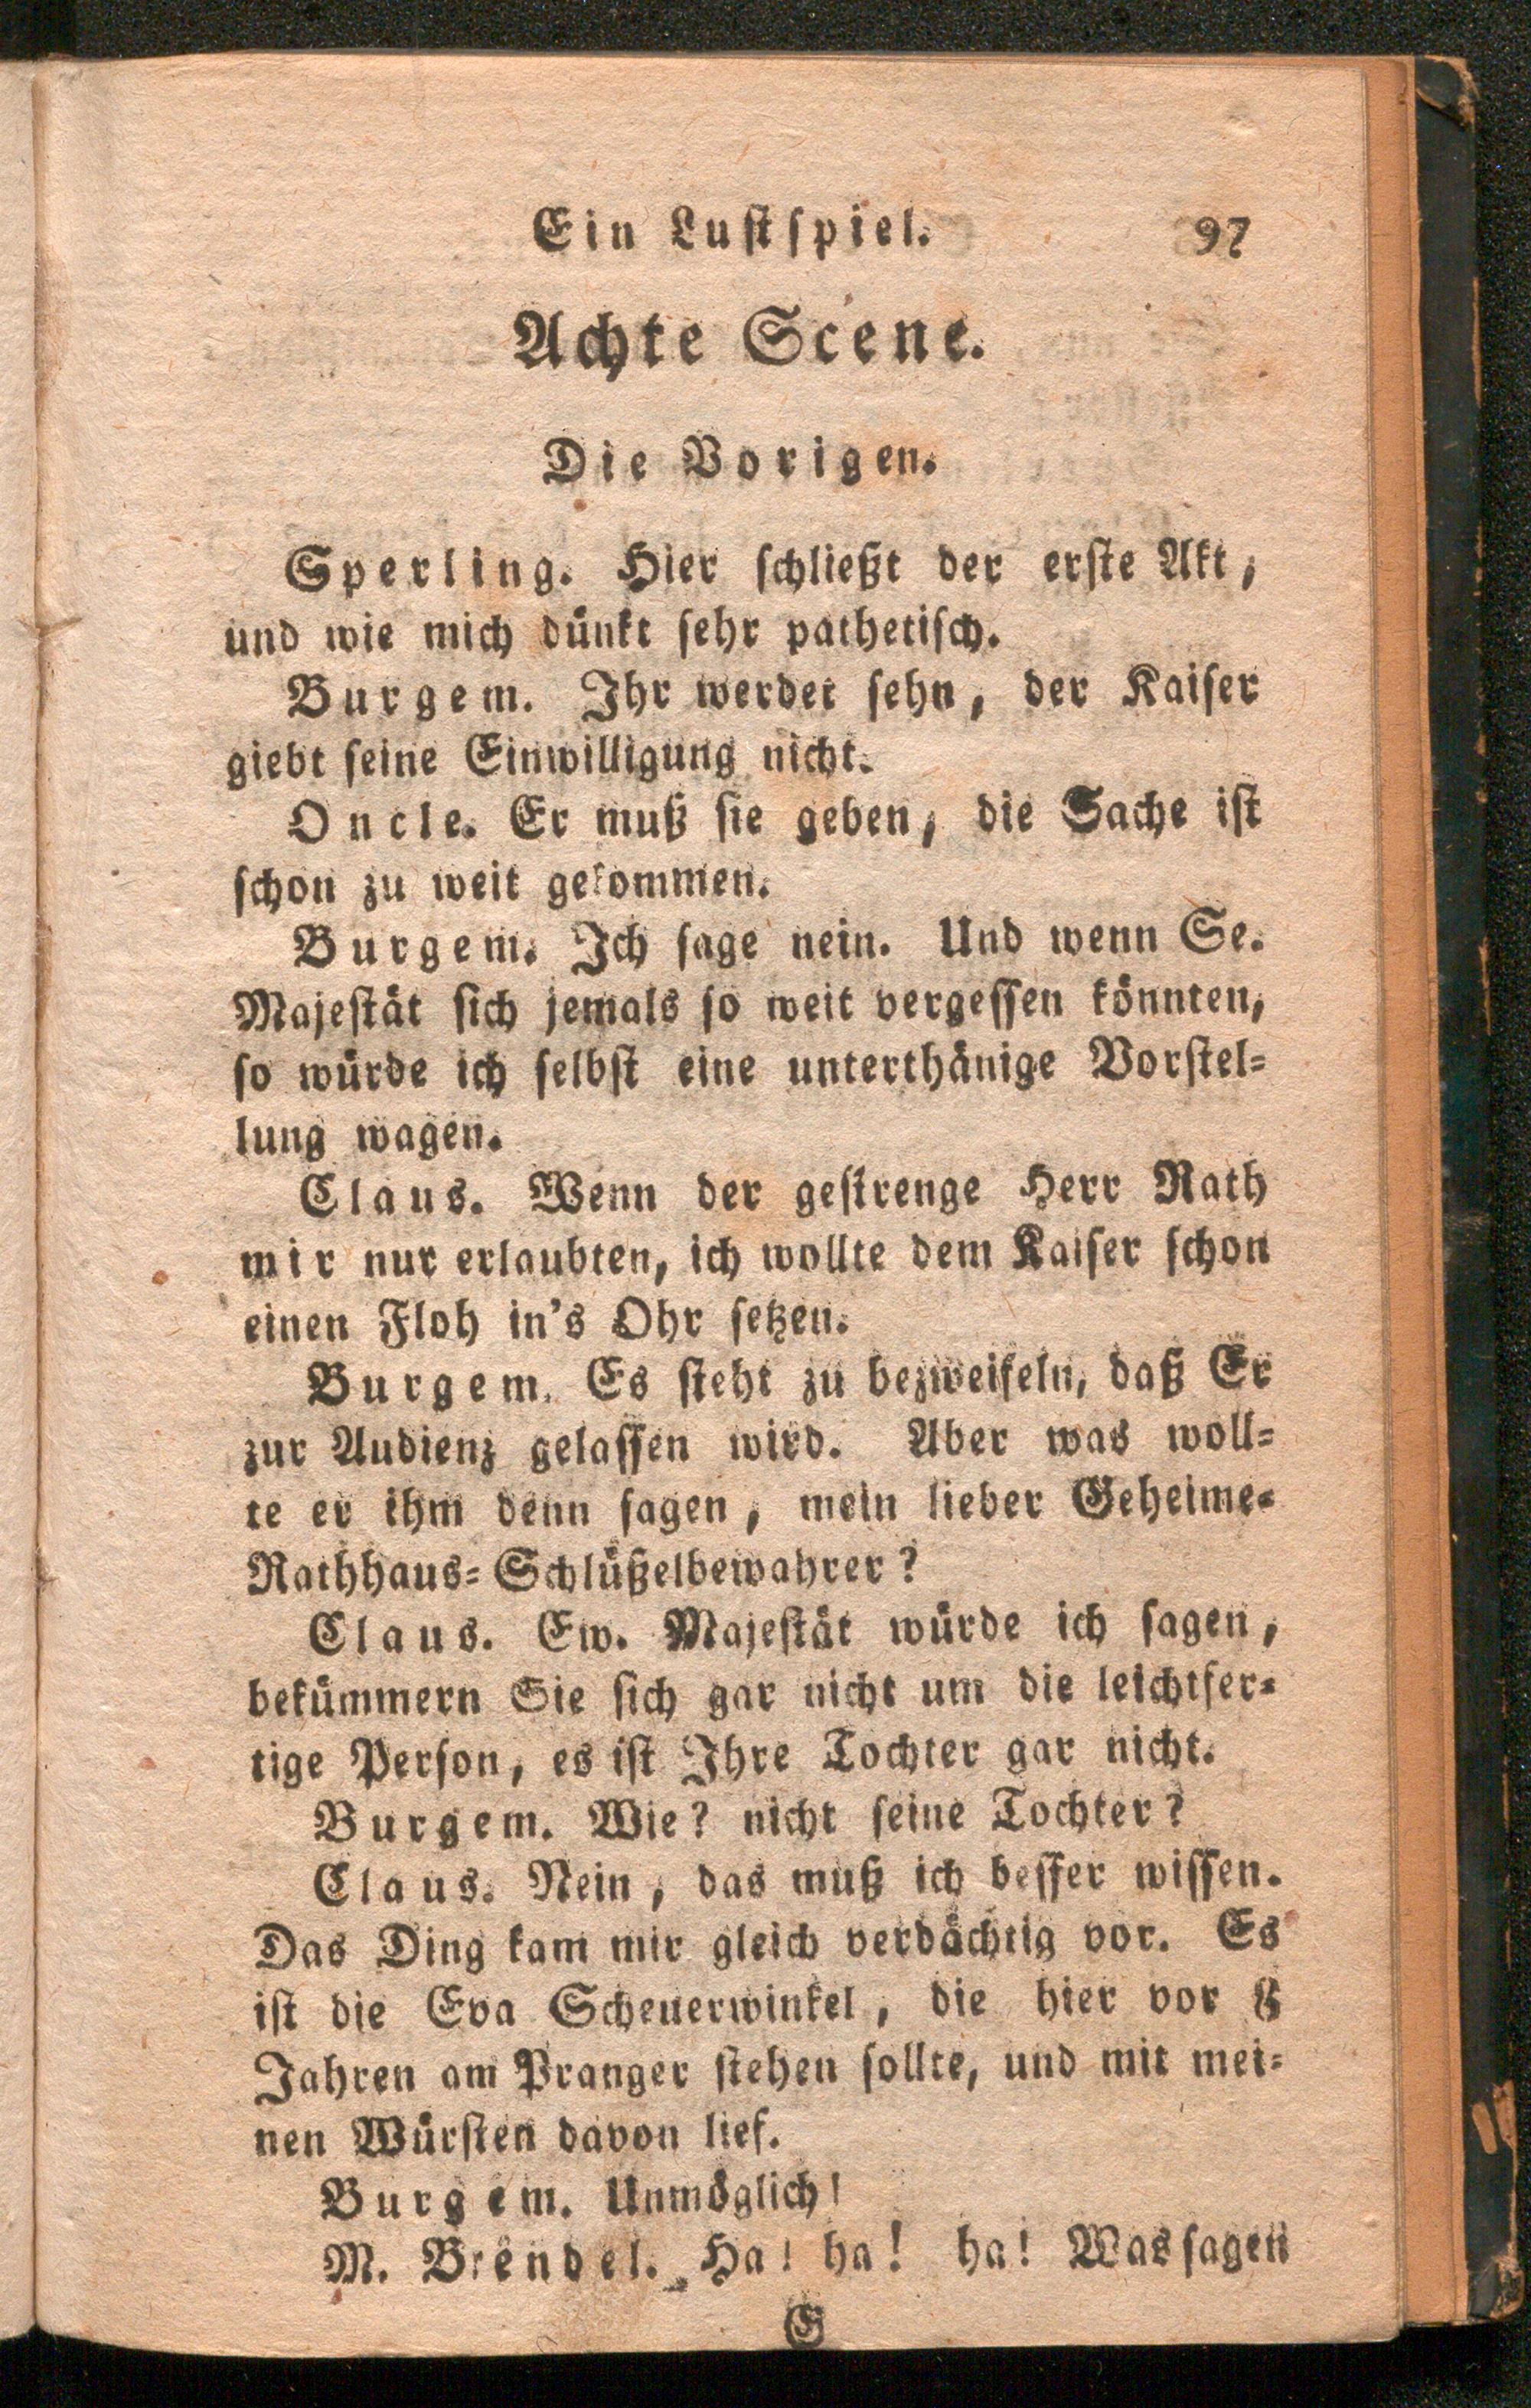 Ein Lustspiel. 97
Achte Scene.
Die Vorigen.
Sperling. Hier schließt der erste Akt,
und wie mich dünkt sehr pathetisch.
Burgem. Ihr werdet sehn, der Kaiser
giebt seine Einwilligung nicht.
Oncle. Er muß sie geben, die Sache ist
schon zu weit gekommen.
Burgem. Ich sage nein. Und wenn Se.
Majestät sich jemals so weit vergessen könnten,
so würde ich selbst eine unterthänige Vorstel-
lung wagen.
Claus. Wenn der gestrenge Herr Rath
mir nur erlaubten, ich wollte dem Kaiser schon
einen Floh in's Ohr setzen.
Burgem. Es steht zu bezweifeln, daß Er
zur Audienz gelassen wird. Aber was woll-
te er ihm denn sagen, mein lieber Geheime-
Rathhaus-Schlüßelbewahrer?
Claus. Ew. Majestät würde ich sagen,
bekümmern Sie sich gar nicht um die leichtfer-
tige Person, es ist Ihre Tochter gar nicht.
Burgem. Wie? nicht seine Tochter?
Claus. Nein, das muß ich besser wissen.
Das Ding kam mir gleich verdächtig vor. Es
ist die Eva Scheuerwinkel, die hier vor
Jahren am Pranger stehen sollte, und mit mei-
nen Würsten davon lief.
Burgem. Unmöglich!
M. Brendel. Ha! ha! ha! Was sagen
G